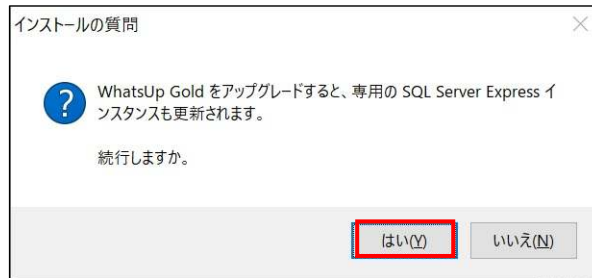 インストールの質問
WhatsUp Gold をアップグレードすると、専用の SQL Server Express イ
ンスタンスも更新されます。
続行しますか。
はい(Y) いいえ(N)